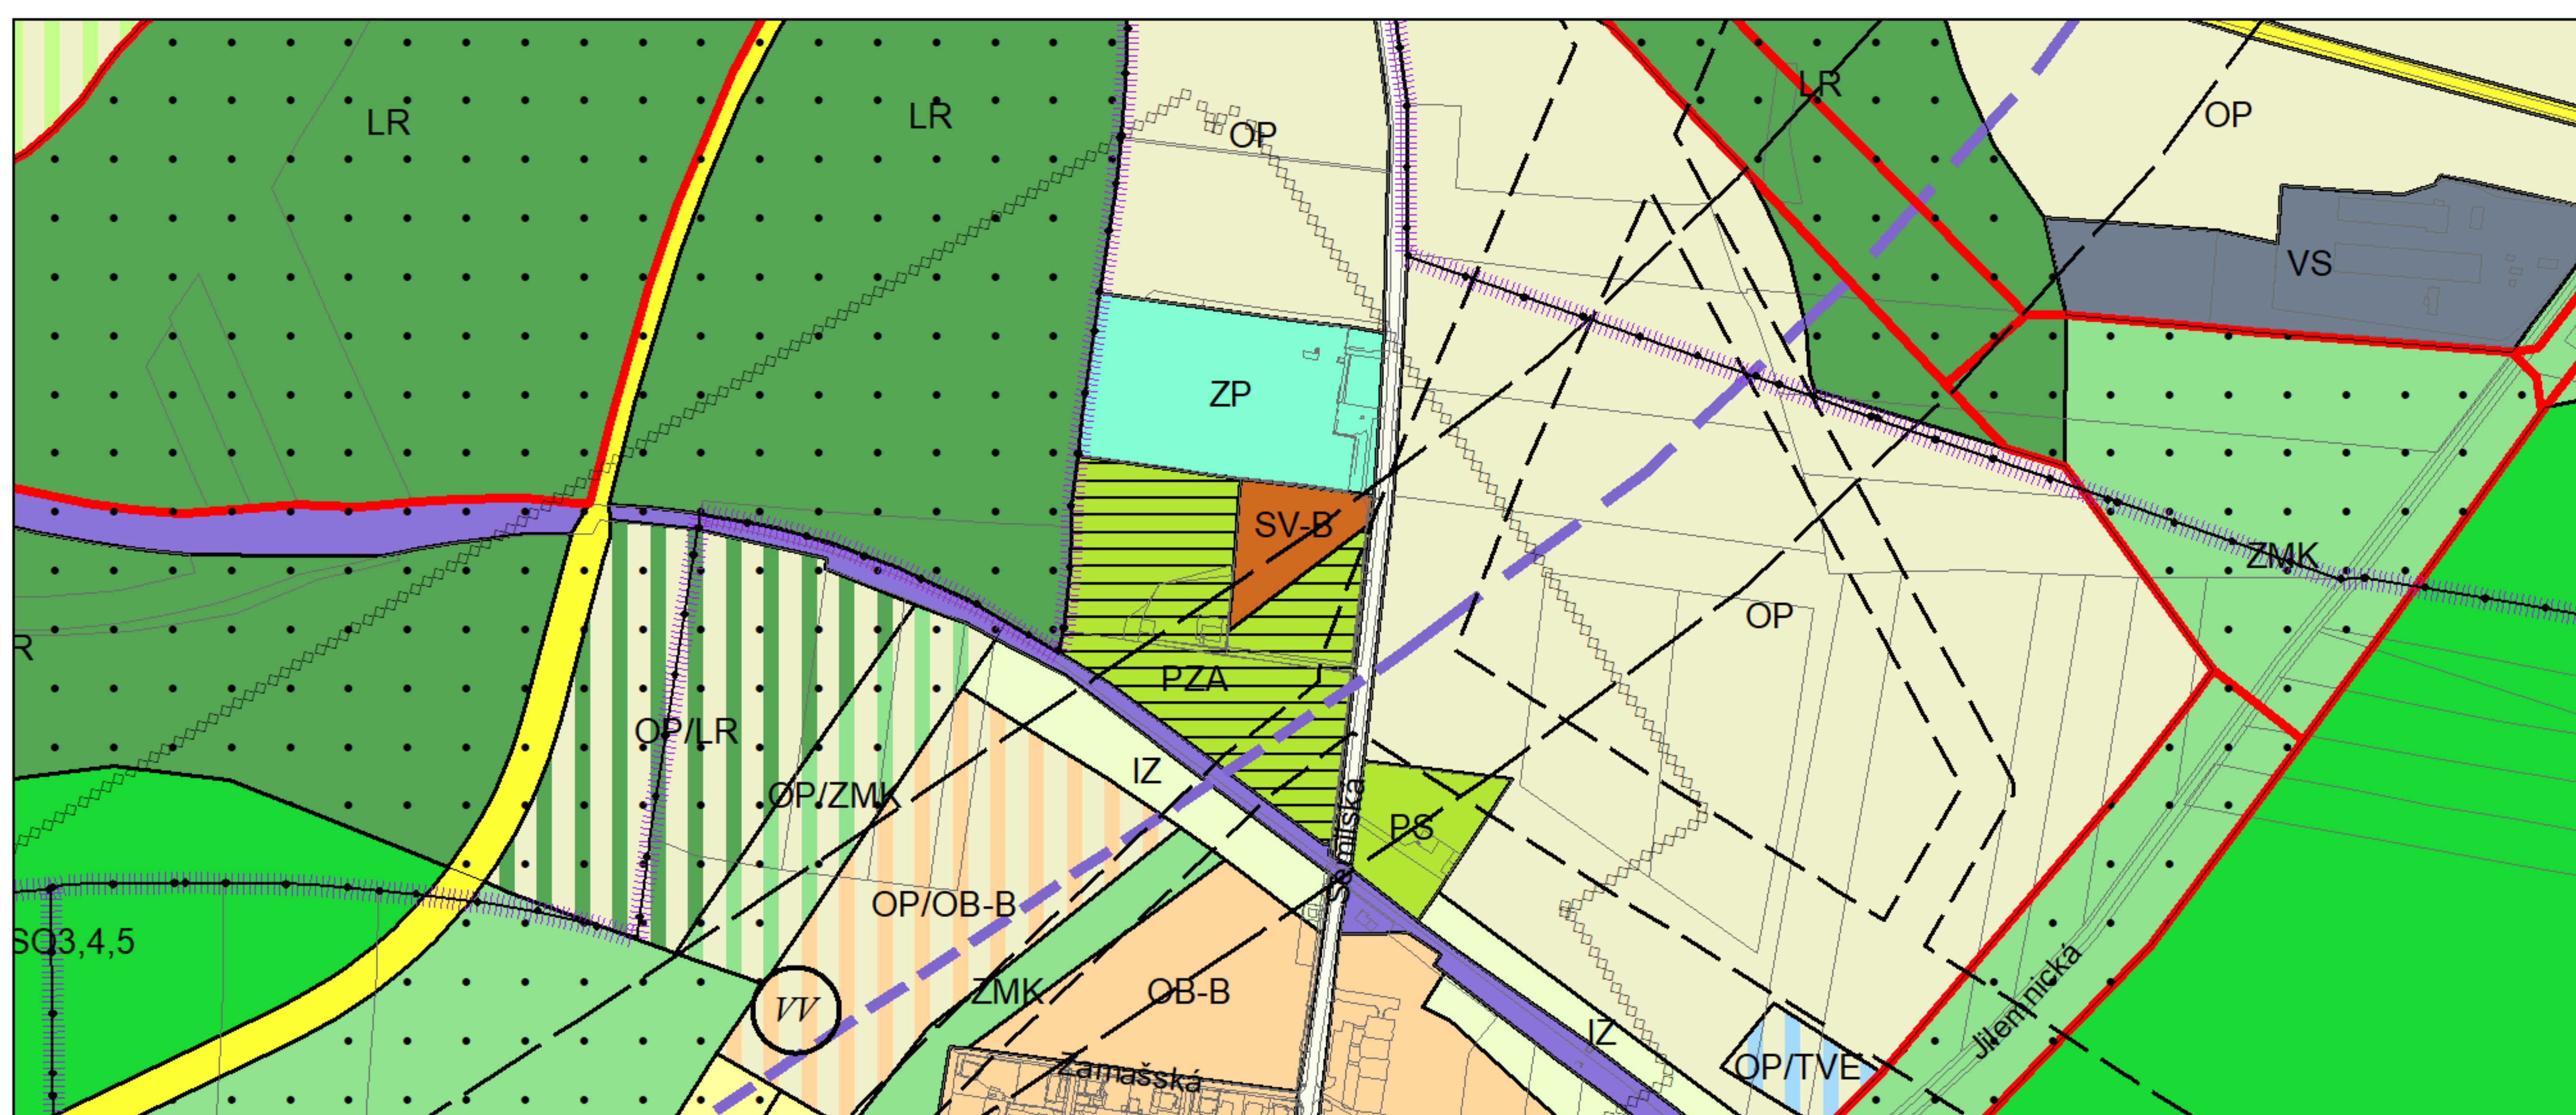 LR
LR
LR
OP
OP
VS
ZP
SV-B
ZMK
OP
R
PZA
OP/LR
IZ
OP/ZMK
PS
Semilská
OP/OB-B
SO3,4,5
ZMK
OB-B
VV
IZ
Jilemnická
OP/TVE
Zamašská